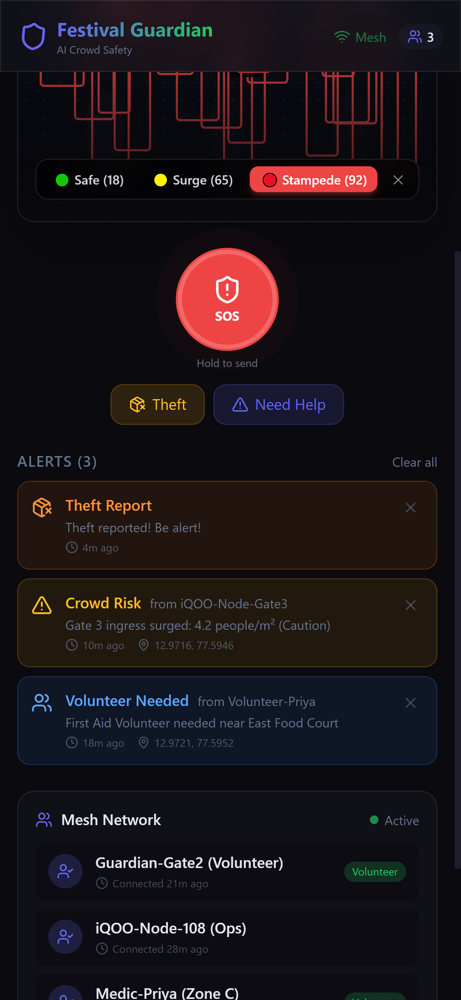 Festival Guardian
AI Crowd Safety
Mesh
3
Safe (18)
Surge (65)
Stampede (92)
SOS
Hold to send
Theft
Need Help
ALERTS (3)
Clear all
Theft Report
Theft reported! Be alert!
4m ago
Crowd Risk from iQOO-Node-Gate3
Gate 3 ingress surged: 4.2 people/m² (Caution)
10m ago 12.9716, 77.5946
Volunteer Needed from Volunteer-Priya
First Aid Volunteer needed near East Food Court
18m ago 12.9721, 77.5952
Mesh Network
Active
Guardian-Gate2 (Volunteer)
Connected 21m ago
Volunteer
iQOO-Node-108 (Ops)
Connected 28m ago
Medic-Priya (Zone C)